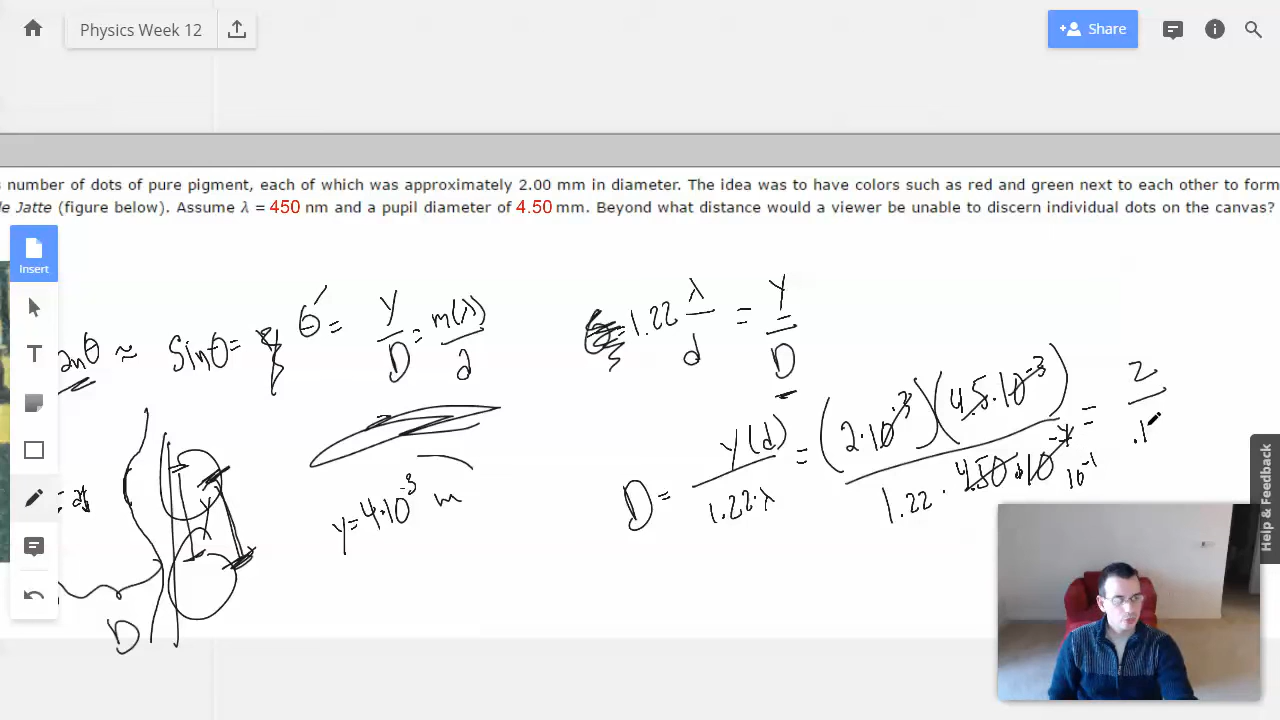 Physics Week 12
Share
s number of dots of pure pigment, each of which was approximately 2.00 mm in diameter. The idea was to have colors such as red and green next to each other to form
le Jatte (figure below). Assume λ = 450 nm and a pupil diameter of 4.50 mm. Beyond what distance would a viewer be unable to discern individual dots on the canvas?
Insert
T
anθ ≈ Sinθ = θ = y/D = m(λ)/d
= 1.22 λ/d = y/D
D = y(d)/1.22·λ = (2·10^-3)(4.5·10^-3)/1.22· 450·10 10^-1 = 2/.1
y=4·10^-3 m
D
Help & Feedback